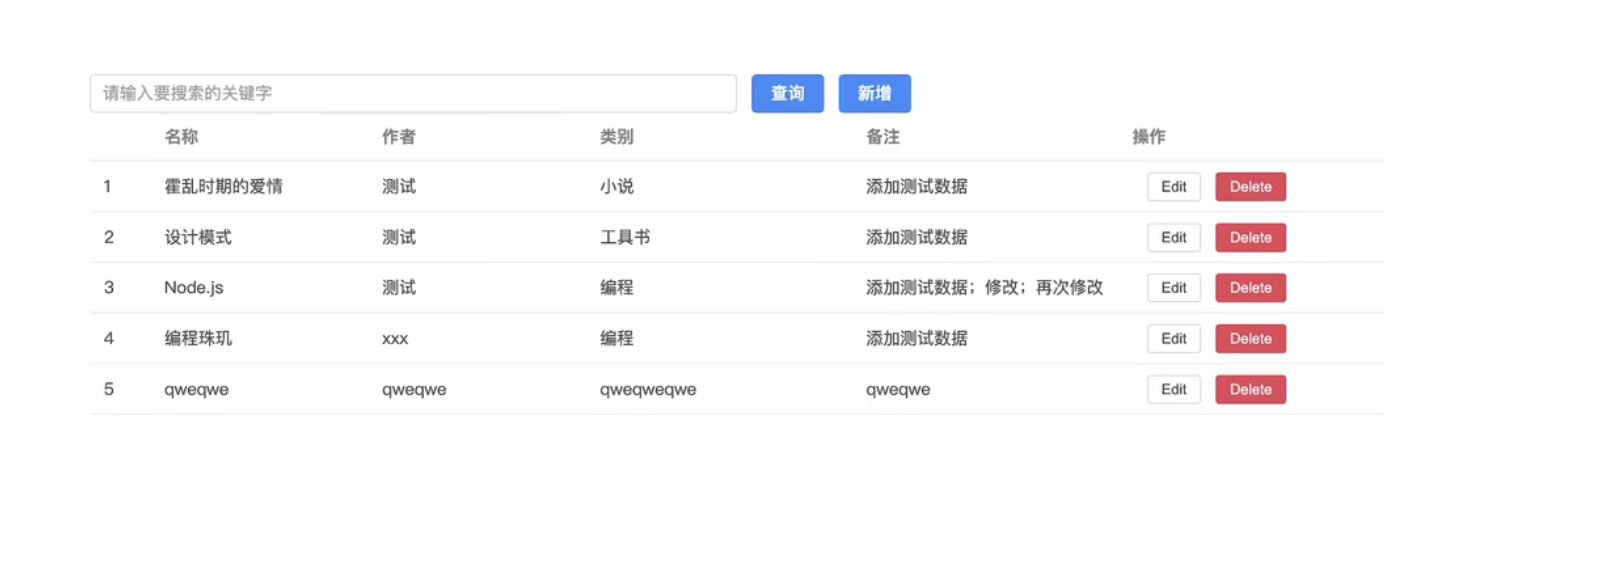 请输入要搜索的关键字 查询 新增
名称 作者 类别 备注 操作
1 霍乱时期的爱情 测试 小说 添加测试数据 Edit Delete
2 设计模式 测试 工具书 添加测试数据 Edit Delete
3 Node.js 测试 编程 添加测试数据；修改；再次修改 Edit Delete
4 编程珠玑 xxx 编程 添加测试数据 Edit Delete
5 qweqwe qweqwe qweqweqwe qweqwe Edit Delete